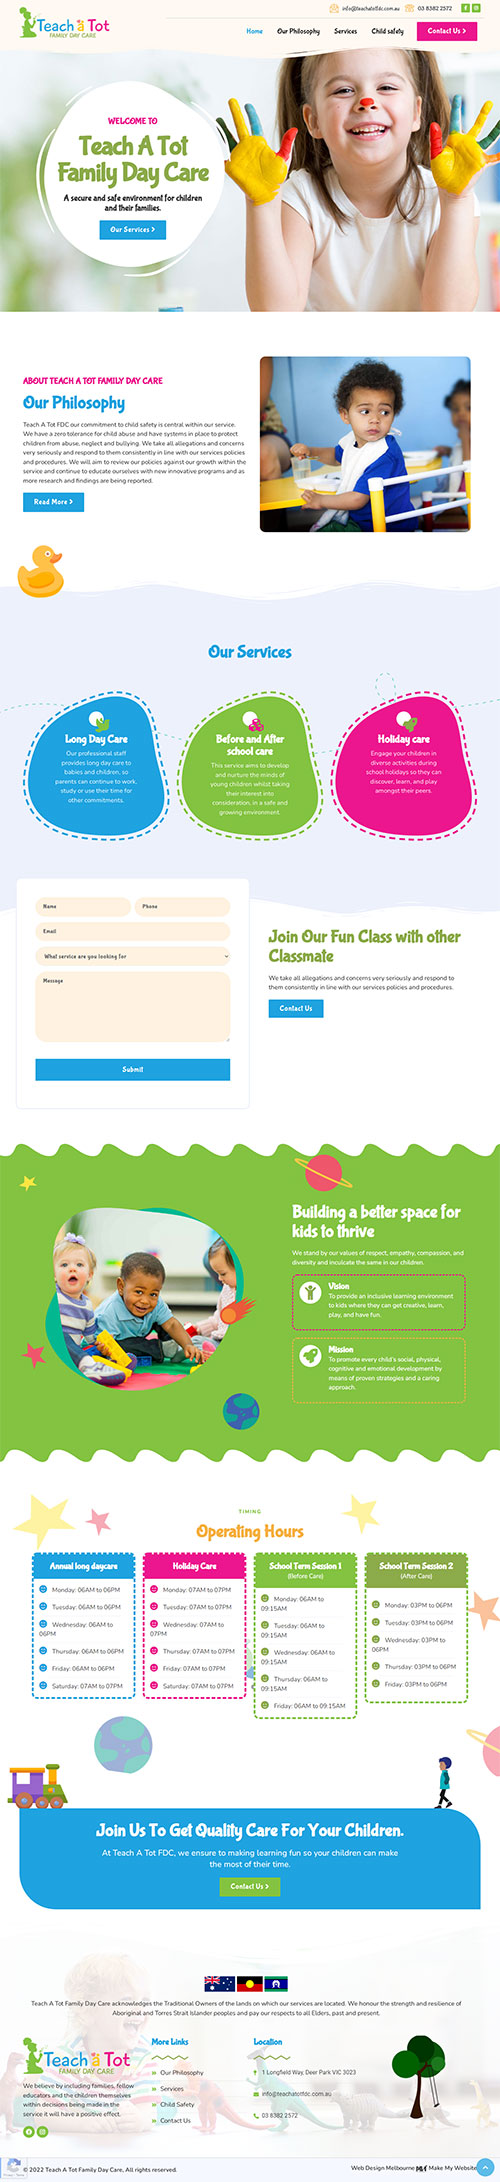 Teach a Tot
FAMILY DAY CARE
info@teachatotfdc.com.au
03 8382 2572
Home
Our Philosophy
Services
Child safety
Contact Us
WELCOME TO
Teach A Tot
Family Day Care
A secure and safe environment for children
and their families.
Our Services
ABOUT TEACH A TOT FAMILY DAY CARE
Our Philosophy
Teach A Tot FDC our commitment to child safety is central within our service.
We have a zero tolerance for child abuse and have systems in place to protect
children from abuse, neglect and bullying. We take all allegations and concerns
very seriously and respond to them consistently in line with our services policies
and procedures. We will aim to review our policies against our growth within the
service and continue to educate ourselves with new innovative programs and as
more research and findings are being reported.
Read More
Our Services
Long Day Care
Our professional staff
provides long day care to
babies and children, so
parents can continue to work,
study or use their time for
other commitments.
Before and After
school care
This service aims to develop
and nurture the minds of
young children whilst taking
their interest into
consideration, in a safe and
growing environment.
Holiday care
Engage your children in
diverse activities during
school holidays so they can
discover, learn, and play
amongst their peers.
Name
Phone
Email
What service are you looking for
Message
Submit
Join Our Fun Class with other
Classmate
We take all allegations and concerns very seriously and respond to
them consistently in line with our services policies and procedures.
Contact Us
Building a better space for
kids to thrive
We stand by our values of respect, empathy, compassion, and
diversity and inculcate the same in our children.
Vision
To provide an inclusive learning environment
to kids where they can get creative, learn,
play, and have fun.
Mission
To promote every child's social, physical,
cognitive and emotional development by
means of proven strategies and a caring
approach.
TIMING
Operating Hours
Annual long daycare
Monday: 06AM to 06PM
Tuesday: 06AM to 06PM
Wednesday: 06AM to
06PM
Thursday: 06AM to 06PM
Friday: 06AM to 06PM
Saturday: 07AM to 07PM
Holiday Care
Monday: 07AM to 07PM
Tuesday: 07AM to 07PM
Wednesday: 07AM to
07PM
Thursday: 07AM to 07PM
Friday: 07AM to 07PM
Saturday: 07AM to 07PM
School Term Session 1
(Before Care)
Monday: 06AM to
09:15AM
Tuesday: 06AM to
09:15AM
Wednesday: 06AM to
09:15AM
Thursday: 06AM to
09:15AM
Friday: 06AM to 09:15AM
School Term Session 2
(After Care)
Monday: 03PM to 06PM
Tuesday: 03PM to 06PM
Wednesday: 03PM to
06PM
Thursday: 03PM to 06PM
Friday: 03PM to 06PM
Join Us To Get Quality Care For Your Children.
At Teach A Tot FDC, we ensure to making learning fun so your children can make
the most of their time.
Contact Us
Teach A Tot Family Day Care acknowledges the Traditional Owners of the lands on which our services are located. We honour the strength and resilience of
Aboriginal and Torres Strait Islander peoples and pay our respects to all Elders, past and present.
Teach a Tot
FAMILY DAY CARE
We believe by including families, fellow
educators and the children themselves
within decisions being made in the
service it will have a positive effect.
More Links
Our Philosophy
Services
Child Safety
Contact Us
Location
1 Longfield Way, Deer Park VIC 3023
info@teachatotfdc.com.au
03 8382 2572
© 2022 Teach A Tot Family Day Care, All rights reserved.
Web Design Melbourne Make My Website